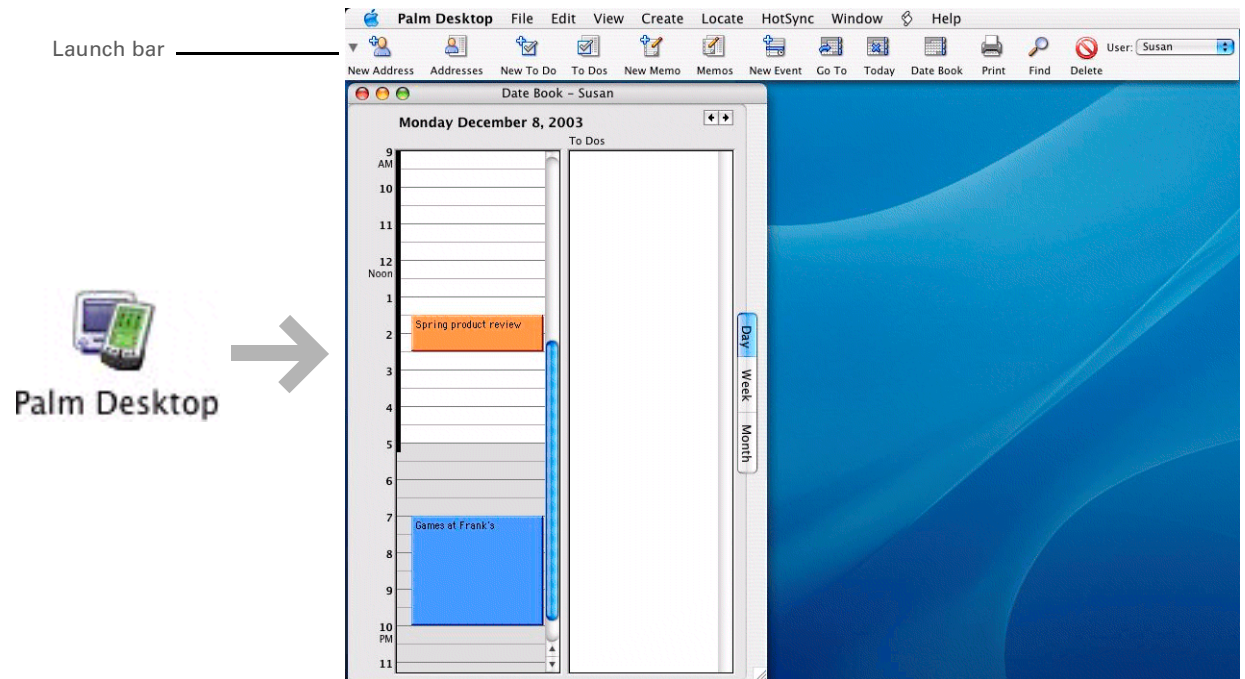 Palm Desktop File Edit View Create Locate HotSync Window Help
Launch bar
User: Susan
New Address Addresses New To Do To Dos New Memo Memos New Event Go To Today Date Book Print Find Delete
Date Book – Susan
Monday December 8, 2003
To Dos
9
AM
10
11
12
Noon
1
Spring product review
2
3
4
5
6
7
Games at Frank's
8
9
10
PM
11
Day
Week
Month
Palm Desktop